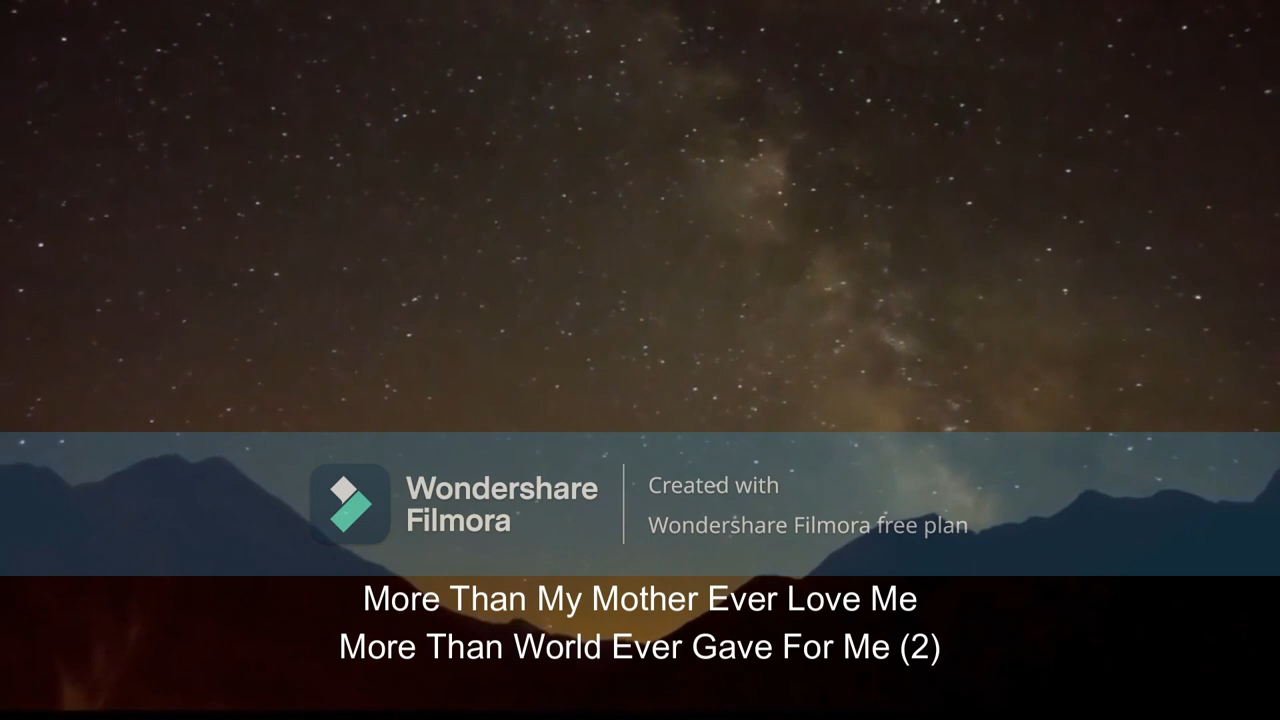 Wondershare
Filmora
Created with
Wondershare Filmora free plan
More Than My Mother Ever Love Me
More Than World Ever Gave For Me (2)